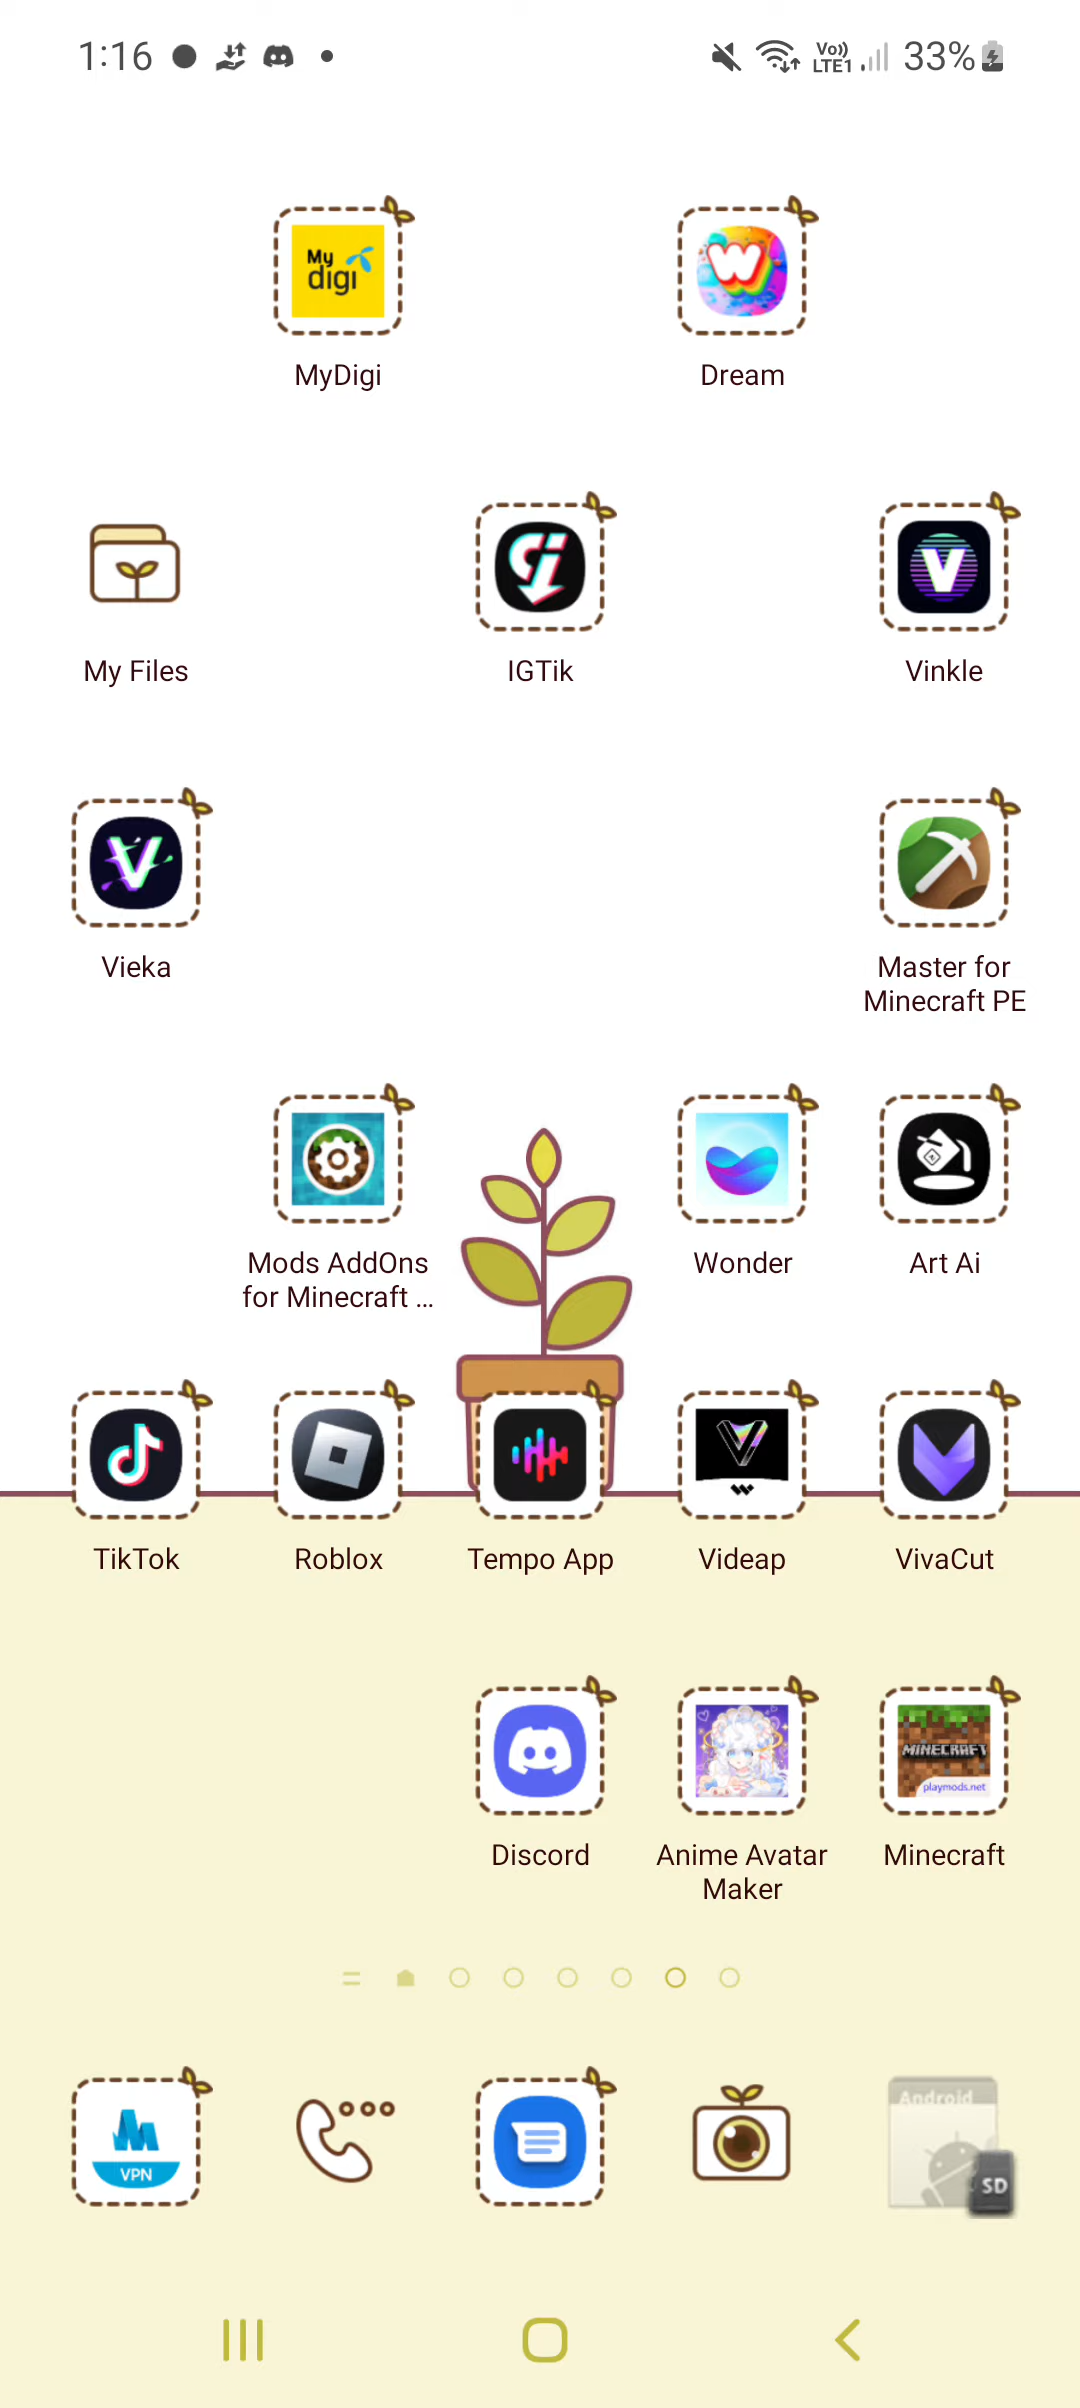 1:16
Vo))
LTE1
33%
My
digi
MyDigi
Dream
My Files
IGTik
Vinkle
Vieka
Master for
Minecraft PE
Mods AddOns
for Minecraft ...
Wonder
Art Ai
TikTok
Roblox
Tempo App
Videap
VivaCut
MINECRAFT
playmods.net
Discord
Anime Avatar
Maker
Minecraft
VPN
Android
SD